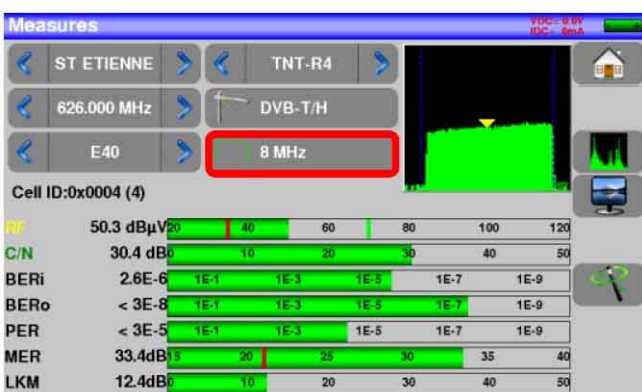 Measures
VDC= 0.0V
IDC= 0mA
ST ETIENNE
TNT-R4
626.000 MHz
DVB-T/H
E40
8 MHz
Cell ID:0x0004 (4)
RF 50.3 dBµV 20 40 60 80 100 120
C/N 30.4 dB 0 10 20 30 40 50
BERi 2.6E-6 1E-1 1E-3 1E-5 1E-7 1E-9
BERo < 3E-8 1E-1 1E-3 1E-5 1E-7 1E-9
PER < 3E-5 1E-1 1E-3 1E-5 1E-7 1E-9
MER 33.4dB 15 20 25 30 35 40
LKM 12.4dB 0 10 20 30 40 50